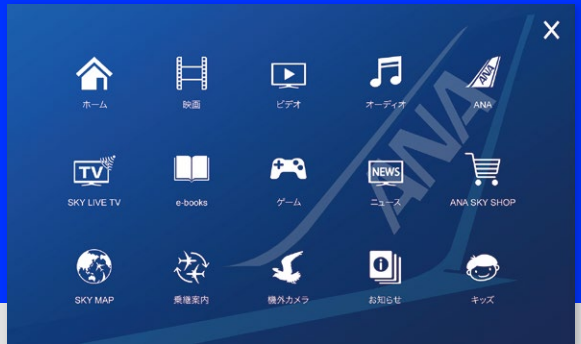 ホーム
映画
ビデオ
オーディオ
ANA
ANA
TV
SKY LIVE TV
e-books
ゲーム
NEWS
ニュース
ANA SKY SHOP
SKY MAP
乗継案内
機外カメラ
お知らせ
キッズ
ANA